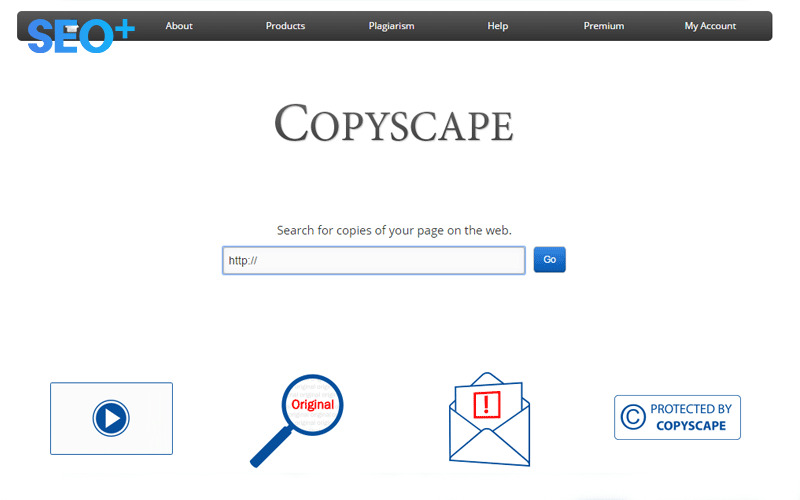 SEO+
About Products Plagiarism Help Premium My Account
COPYSCAPE
Search for copies of your page on the web.
http://
Go
Original
!
© PROTECTED BY
COPYSCAPE